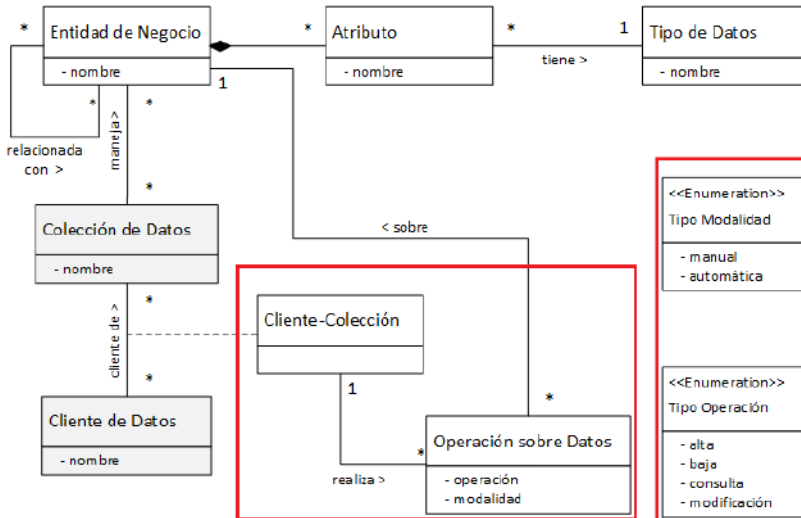 *
Entidad de Negocio
- nombre
*
Atributo
- nombre
*
1
Tipo de Datos
- nombre
tiene >
*
*
1
relacionada
con >
maneja >
*
Colección de Datos
- nombre
< sobre
<<Enumeration>>
Tipo Modalidad
- manual
- automática
*
cliente de >
Cliente-Colección
1
*
Cliente de Datos
- nombre
*
Operación sobre Datos
- operación
- modalidad
*
realiza >
<<Enumeration>>
Tipo Operación
- alta
- baja
- consulta
- modificación